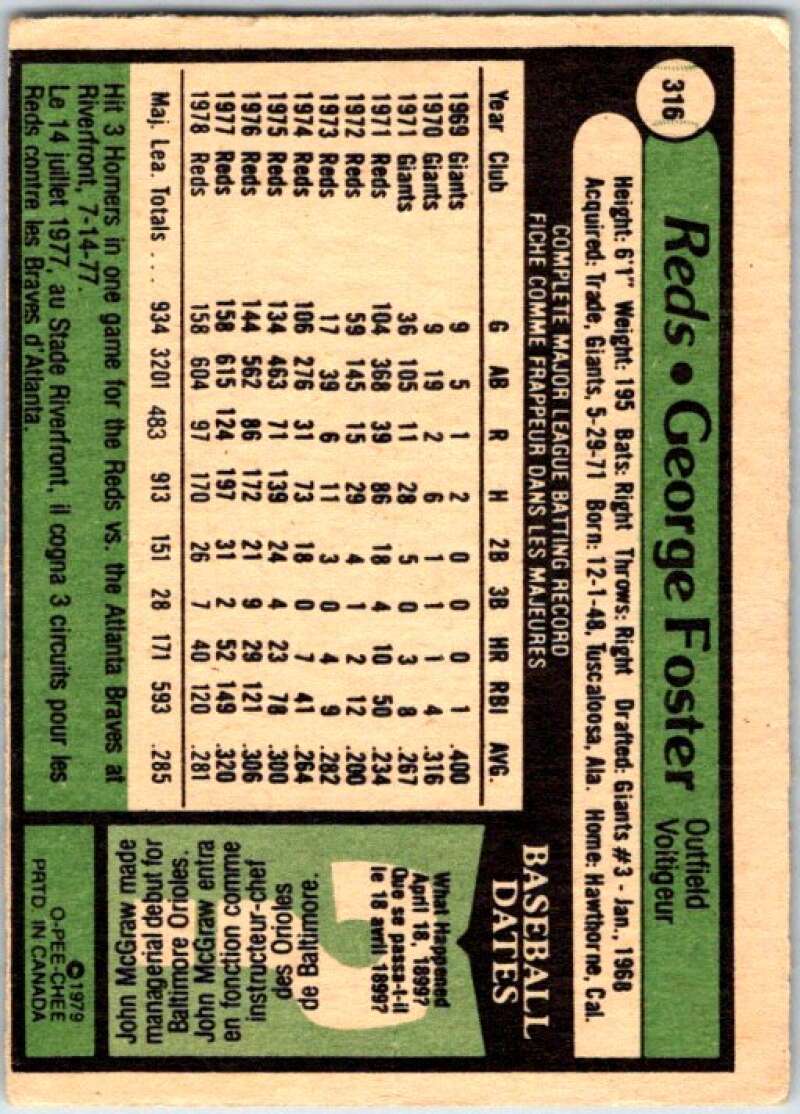 316
Reds • George Foster
Outfield
Voltigeur
Height: 6'1" Weight: 195 Bats: Right Throws: Right Drafted: Giants #3 - Jan., 1968
Acquired: Trade, Giants, 5-29-71 Born: 12-1-48, Tuscaloosa, Ala. Home: Hawthorne, Cal.
COMPLETE MAJOR LEAGUE BATTING RECORD
FICHE COMME FRAPPEUR DANS LES MAJEURES
Year Club G AB R H 2B 3B HR RBI AVG.
1969 Giants 9 5 1 2 0 0 0 1 .400
1970 Giants 9 19 2 6 1 1 1 4 .316
1971 Giants 36 105 11 28 5 0 3 8 .267
1971 Reds 104 368 39 86 18 4 10 50 .234
1972 Reds 59 145 15 29 4 1 2 12 .200
1973 Reds 17 39 6 11 3 0 4 9 .282
1974 Reds 106 276 31 73 18 0 7 41 .264
1975 Reds 134 463 71 139 24 4 23 78 .300
1976 Reds 144 562 86 172 21 9 29 121 .306
1977 Reds 158 615 124 197 31 2 52 149 .320
1978 Reds 158 604 97 170 26 7 40 120 .281
Maj. Lea. Totals . . . 934 3201 483 913 151 28 171 593 .285
Hit 3 Homers in one game for the Reds vs. the Atlanta Braves at
Riverfront, 7-14-77.
Le 14 juillet 1977, au Stade Riverfront, il cogna 3 circuits pour les
Reds contre les Braves d'Atlanta.
BASEBALL
DATES
What Happened
April 18, 1899?
Que se passa-t-il
le 18 avril 1899?
John McGraw made
managerial debut for
Baltimore Orioles.
John McGraw entra
en fonction comme
instructeur-chef
des Orioles
de Baltimore.
© 1979
O-PEE-CHEE
PRTD IN CANADA